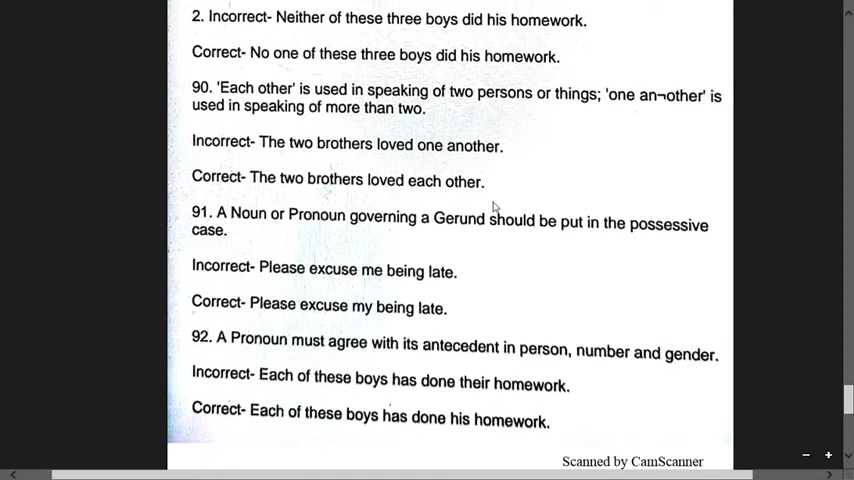 2. Incorrect- Neither of these three boys did his homework.
Correct- No one of these three boys did his homework.
90. 'Each other' is used in speaking of two persons or things; 'one an¬other' is
used in speaking of more than two.
Incorrect- The two brothers loved one another.
Correct- The two brothers loved each other.
91. A Noun or Pronoun governing a Gerund should be put in the possessive
case.
Incorrect- Please excuse me being late.
Correct- Please excuse my being late.
92. A Pronoun must agree with its antecedent in person, number and gender.
Incorrect- Each of these boys has done their homework.
Correct- Each of these boys has done his homework.
Scanned by CamScanner